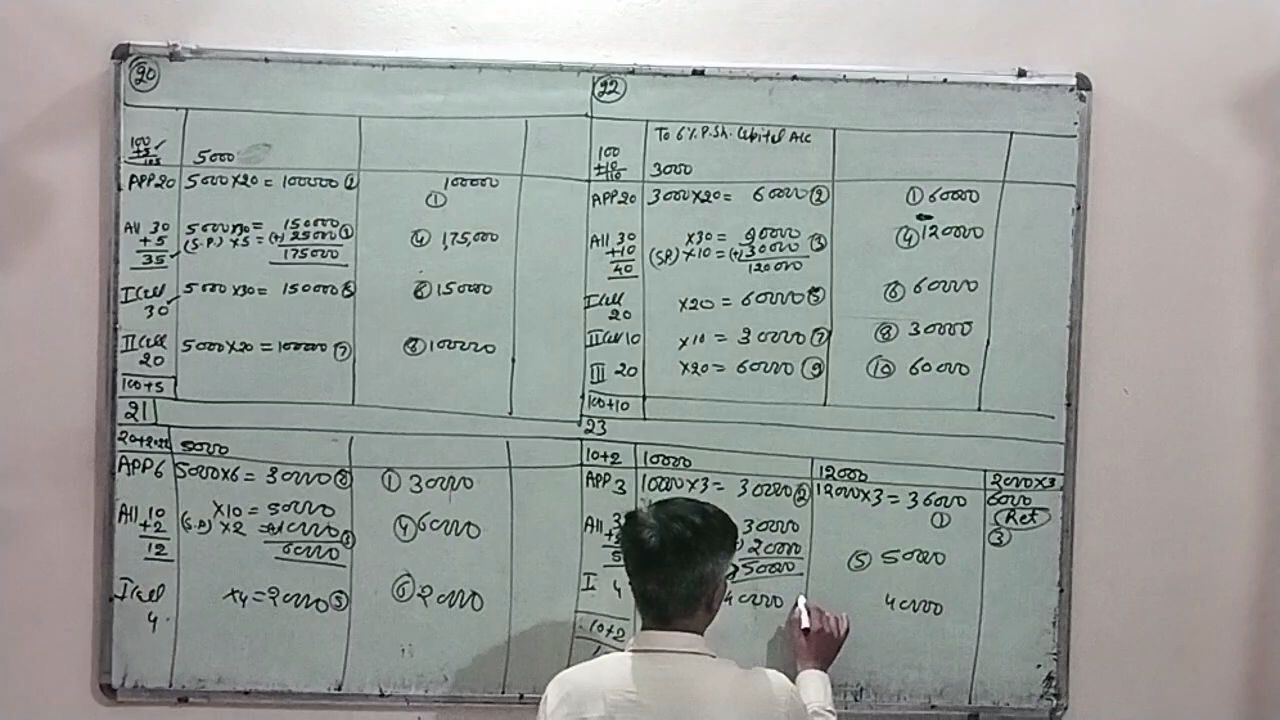 20
100
+5
105
5000
APP 20 5000×20 = 100000 ② 100000
①
All 30 5000×30 = 150000
+5 (S.P.) ×5 = (+) 25000 ③ ④ 1,75,000
35 175000
I Call 5000×30 = 150000 ⑤ ⑥ 150000
30
II Call 5000×20 = 100000 ⑦ ⑧ 100000
20
100+5
21
5000
APP 6 5000×6 = 30000 ② ① 30000
All 10 ×10 = 50000
+2 (S.P) ×2 = 10000 ③ ④ 60000
12 60000
I Call ×4 = 20000 ⑤ ⑥ 20000
4
22
To 6% P.Sh. Capital A/c
100
+10
110
3000
APP 20 3000×20 = 60000 ② ① 60000
All 30 ×30 = 90000
+10 (SP) ×10 = (+) 30000 ③ ④ 120000
40 120000
I Call ×20 = 60000 ⑤ ⑥ 60000
20
II Call 10 ×10 = 30000 ⑦ ⑧ 30000
III 20 ×20 = 60000 ⑨ ⑩ 60000
100+10
23
10+2 10000 12000 2000×3
APP 3 10000×3 = 30000 ② 12000×3 = 36000 6000
① Ret
③
All 3 30000
20000
50000 ⑤ 50000
I 4 40000 40000
10+2